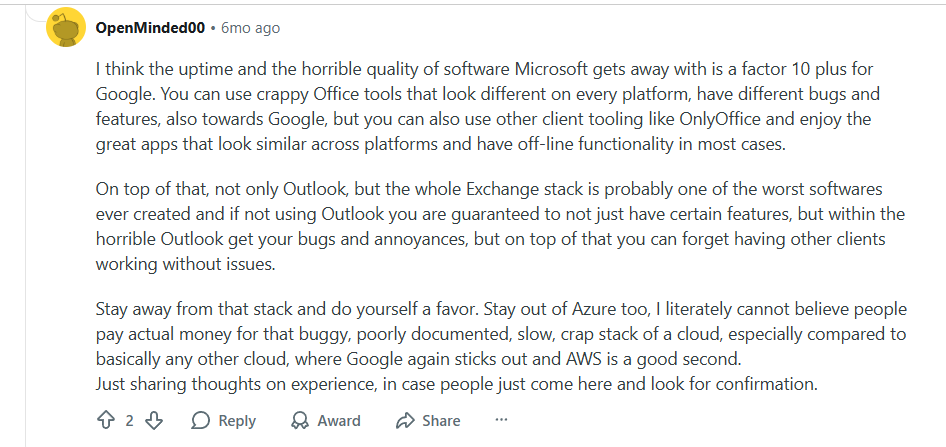 OpenMinded00 • 6mo ago
I think the uptime and the horrible quality of software Microsoft gets away with is a factor 10 plus for
Google. You can use crappy Office tools that look different on every platform, have different bugs and
features, also towards Google, but you can also use other client tooling like OnlyOffice and enjoy the
great apps that look similar across platforms and have off-line functionality in most cases.
On top of that, not only Outlook, but the whole Exchange stack is probably one of the worst softwares
ever created and if not using Outlook you are guaranteed to not just have certain features, but within the
horrible Outlook get your bugs and annoyances, but on top of that you can forget having other clients
working without issues.
Stay away from that stack and do yourself a favor. Stay out of Azure too, I literately cannot believe people
pay actual money for that buggy, poorly documented, slow, crap stack of a cloud, especially compared to
basically any other cloud, where Google again sticks out and AWS is a good second.
Just sharing thoughts on experience, in case people just come here and look for confirmation.
2 Reply Award Share ...